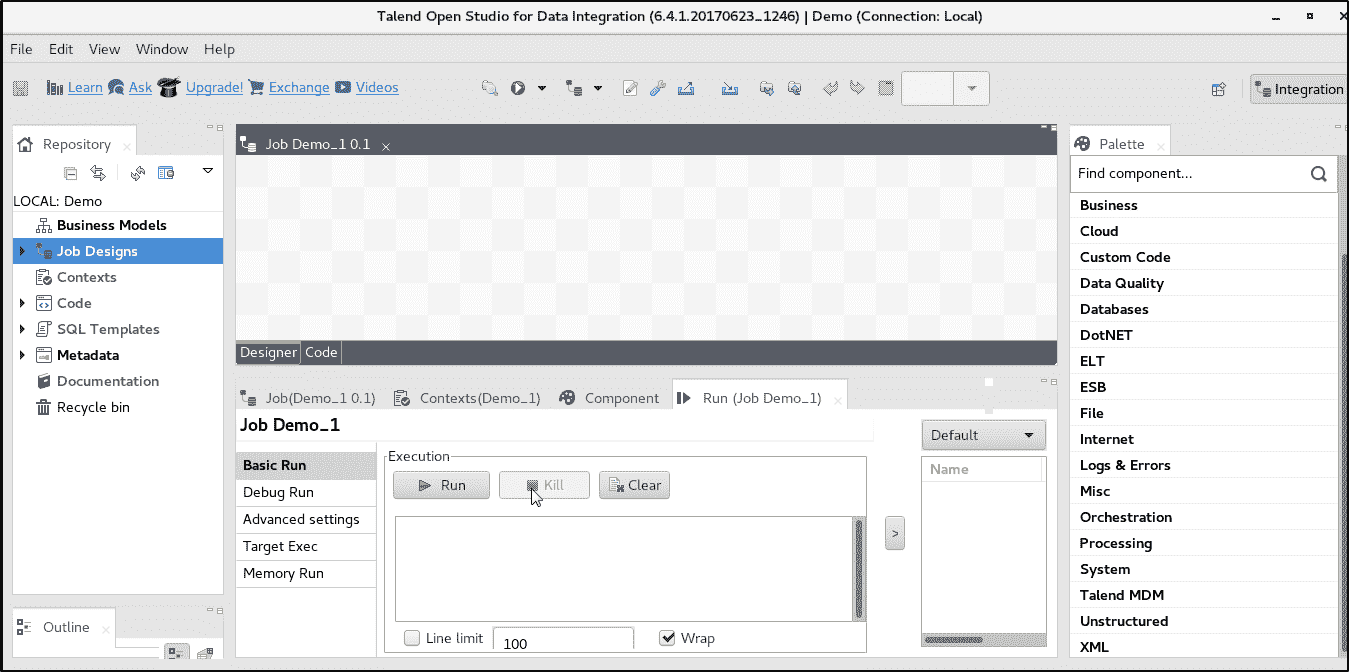 Talend Open Studio for Data Integration (6.4.1.20170623_1246) | Demo (Connection: Local)
File Edit View Window Help
Learn Ask Upgrade! Exchange Videos
Integration
Repository
LOCAL: Demo
Business Models
Job Designs
Contexts
Code
SQL Templates
Metadata
Documentation
Recycle bin
Outline
Job Demo_1 0.1
Designer Code
Job(Demo_1 0.1) Contexts(Demo_1) Component Run (Job Demo_1)
Job Demo_1
Basic Run
Debug Run
Advanced settings
Target Exec
Memory Run
Execution
Run Kill Clear
Line limit 100 Wrap
>
Default
Name
Palette
Find component...
Business
Cloud
Custom Code
Data Quality
Databases
DotNET
ELT
ESB
File
Internet
Logs & Errors
Misc
Orchestration
Processing
System
Talend MDM
Unstructured
XML